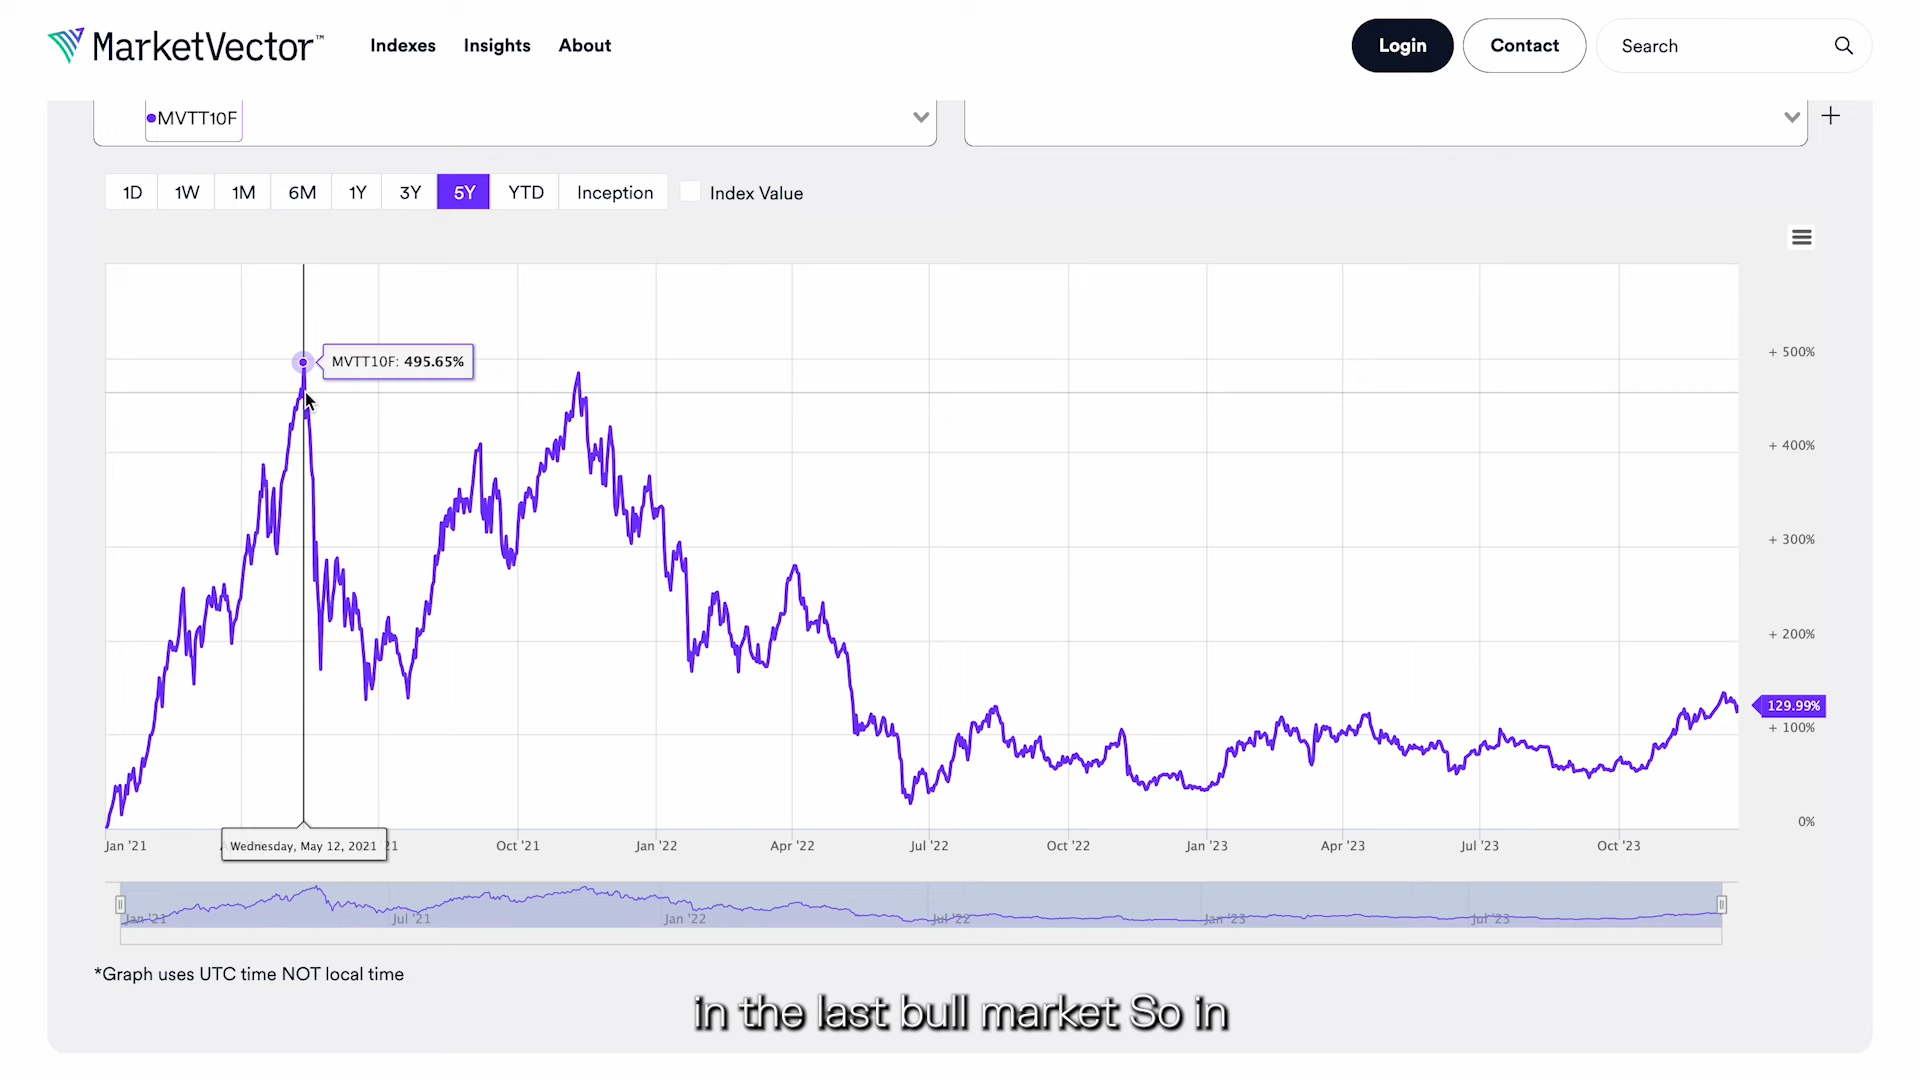 MarketVector™ Indexes Insights About Login Contact Search
MVTT10F
1D 1W 1M 6M 1Y 3Y 5Y YTD Inception Index Value
+ 500%
MVTT10F: 495.65%
+ 400%
+ 300%
+ 200%
129.99%
+ 100%
0%
Jan '21 Wednesday, May 12, 2021 Oct '21 Jan '22 Apr '22 Jul '22 Oct '22 Jan '23 Apr '23 Jul '23 Oct '23
Jan '21 Jul '21 Jan '22 Jul '22 Jan '23 Jul '23
*Graph uses UTC time NOT local time
in the last bull market So in